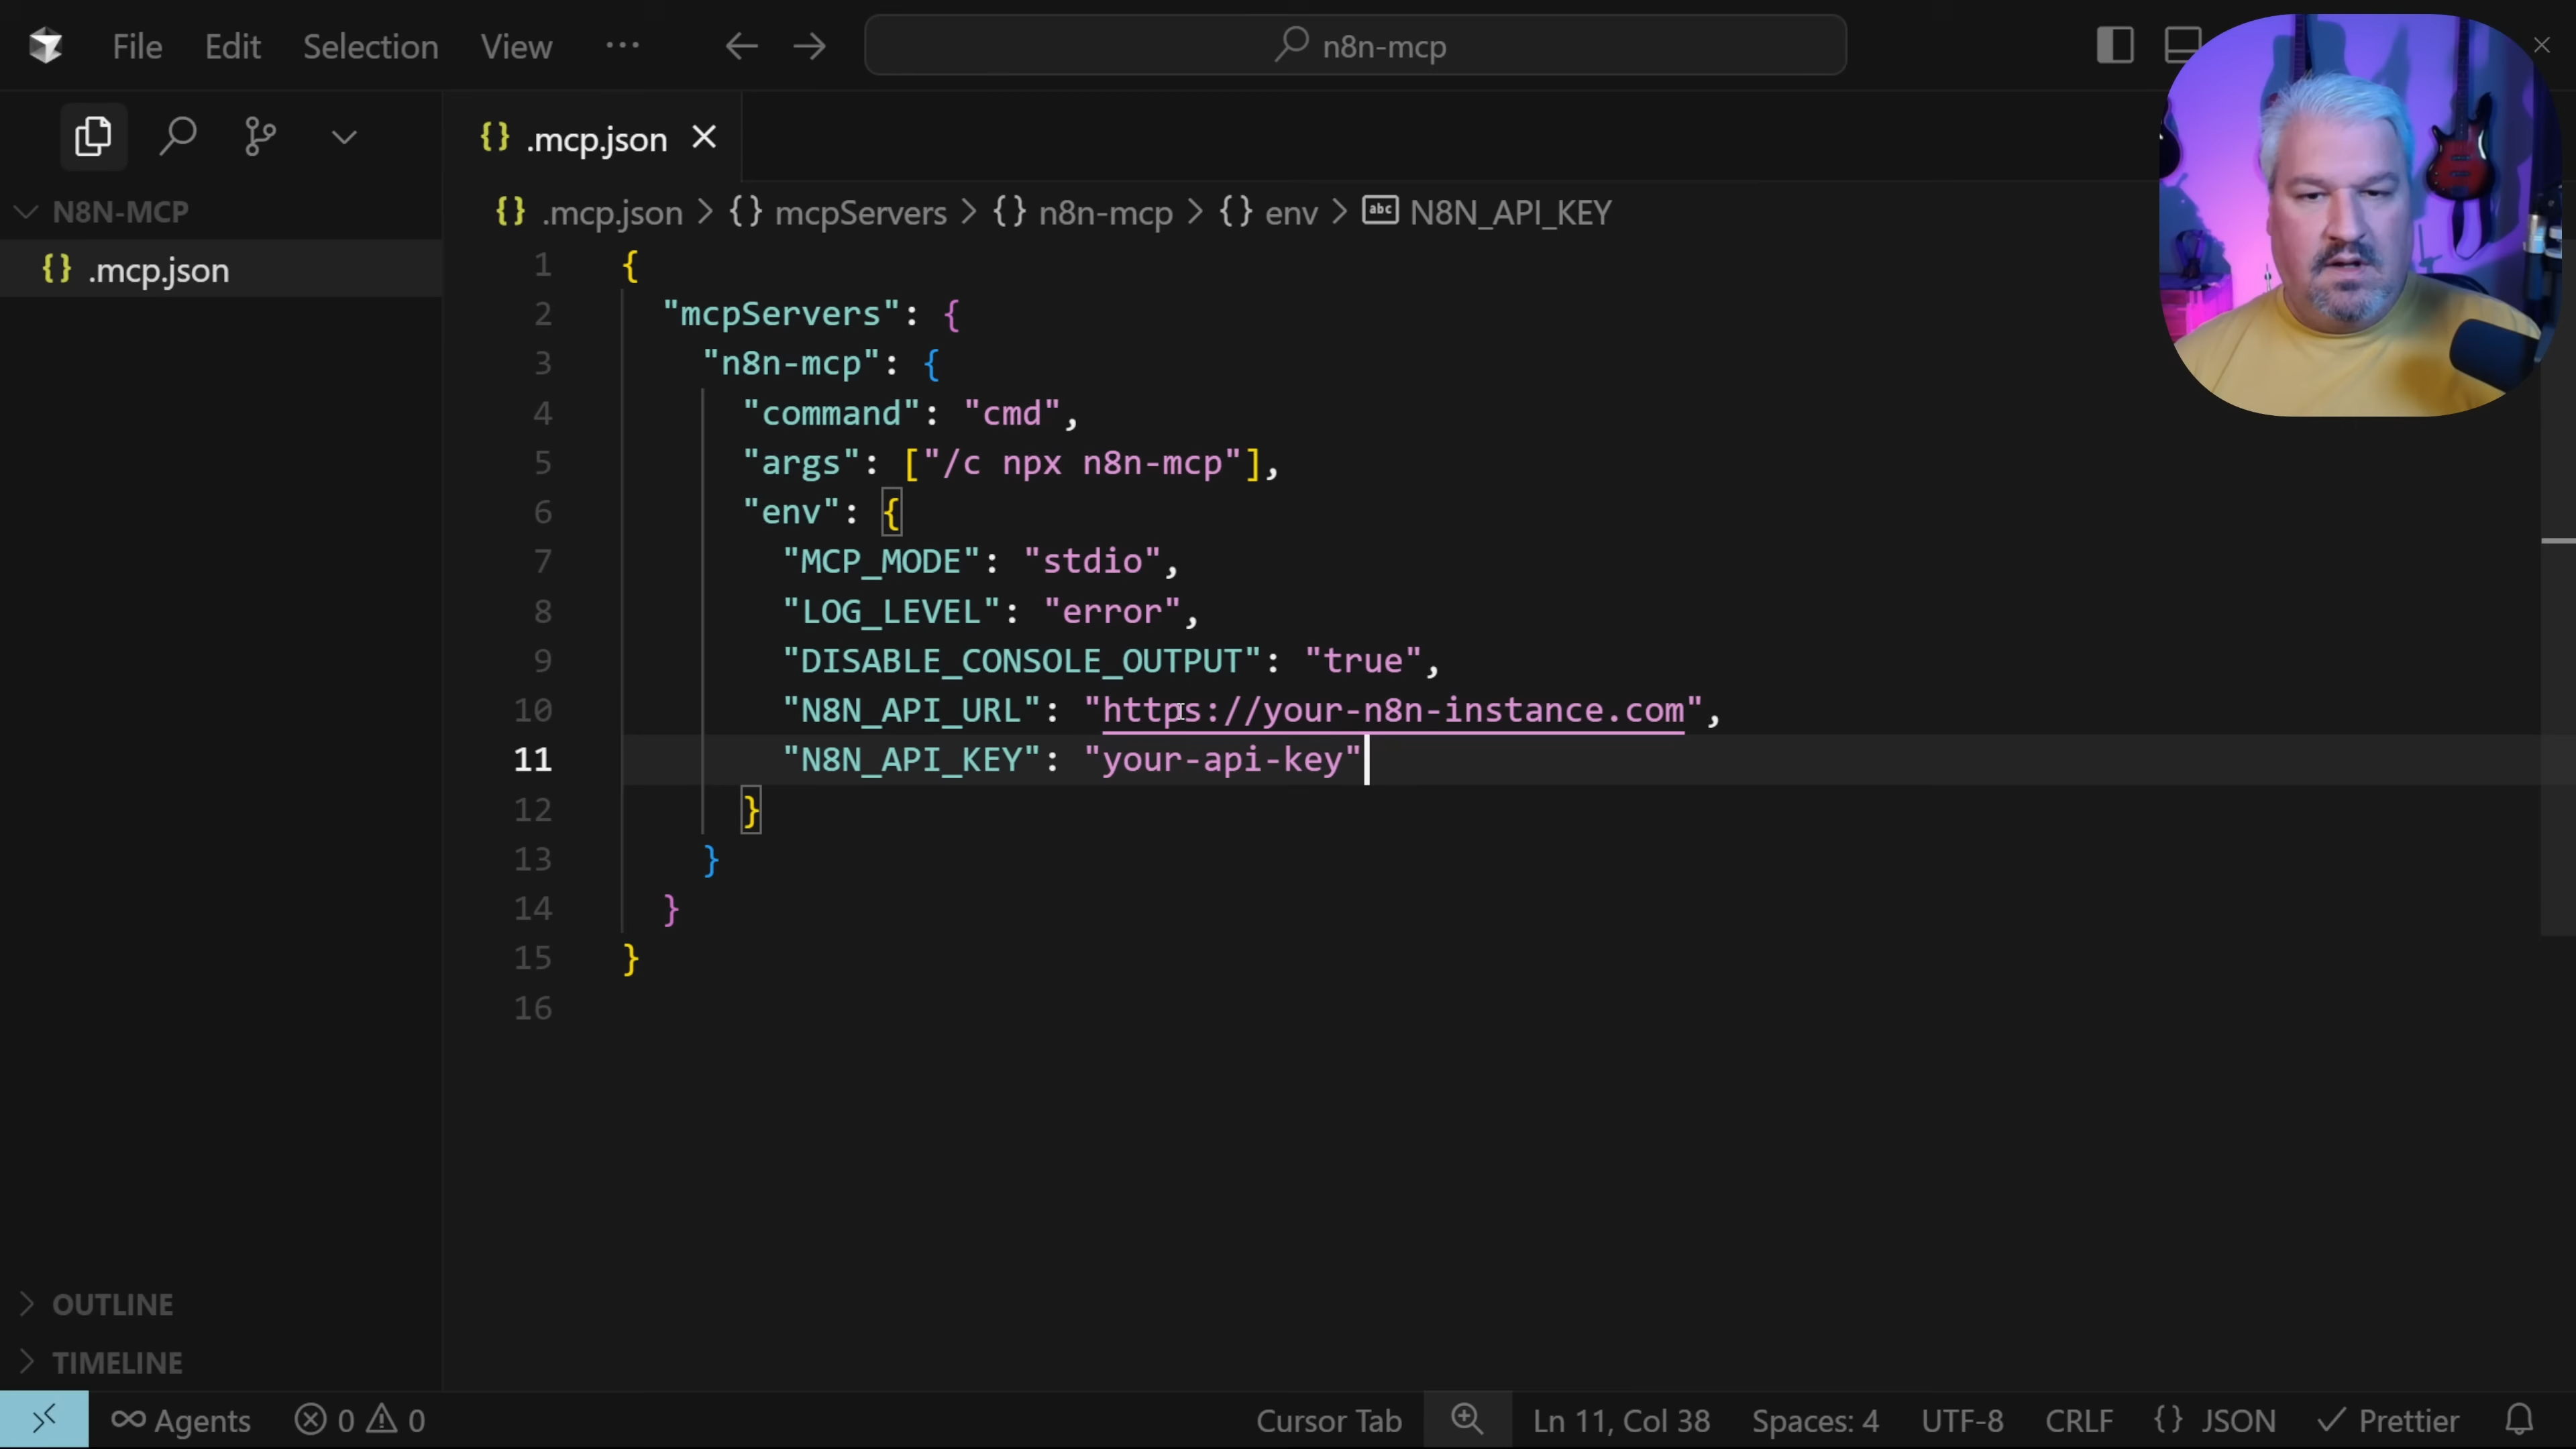 File Edit Selection View ··· n8n-mcp
{} .mcp.json
N8N-MCP
{} .mcp.json
{} .mcp.json > {} mcpServers > {} n8n-mcp > {} env > abc N8N_API_KEY
1 {
2 "mcpServers": {
3 "n8n-mcp": {
4 "command": "cmd",
5 "args": ["/c npx n8n-mcp"],
6 "env": {
7 "MCP_MODE": "stdio",
8 "LOG_LEVEL": "error",
9 "DISABLE_CONSOLE_OUTPUT": "true",
10 "N8N_API_URL": "https://your-n8n-instance.com",
11 "N8N_API_KEY": "your-api-key"
12 }
13 }
14 }
15 }
16
OUTLINE
TIMELINE
Agents 0 0 Cursor Tab Ln 11, Col 38 Spaces: 4 UTF-8 CRLF {} JSON Prettier